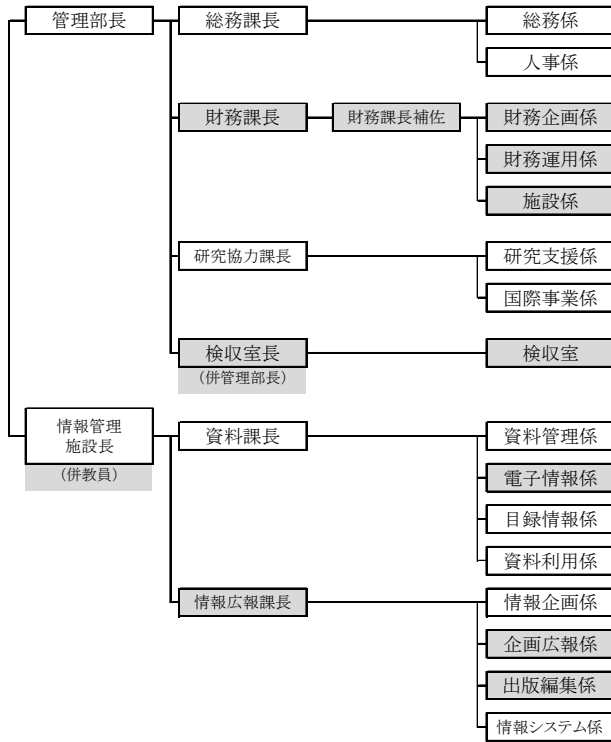 管理部長
総務課長
総務係
人事係
財務課長
財務課長補佐
財務企画係
財務運用係
施設係
研究協力課長
研究支援係
国際事業係
検収室長
(併管理部長)
検収室
情報管理
施設長
(併教員)
資料課長
資料管理係
電子情報係
目録情報係
資料利用係
情報広報課長
情報企画係
企画広報係
出版編集係
情報システム係